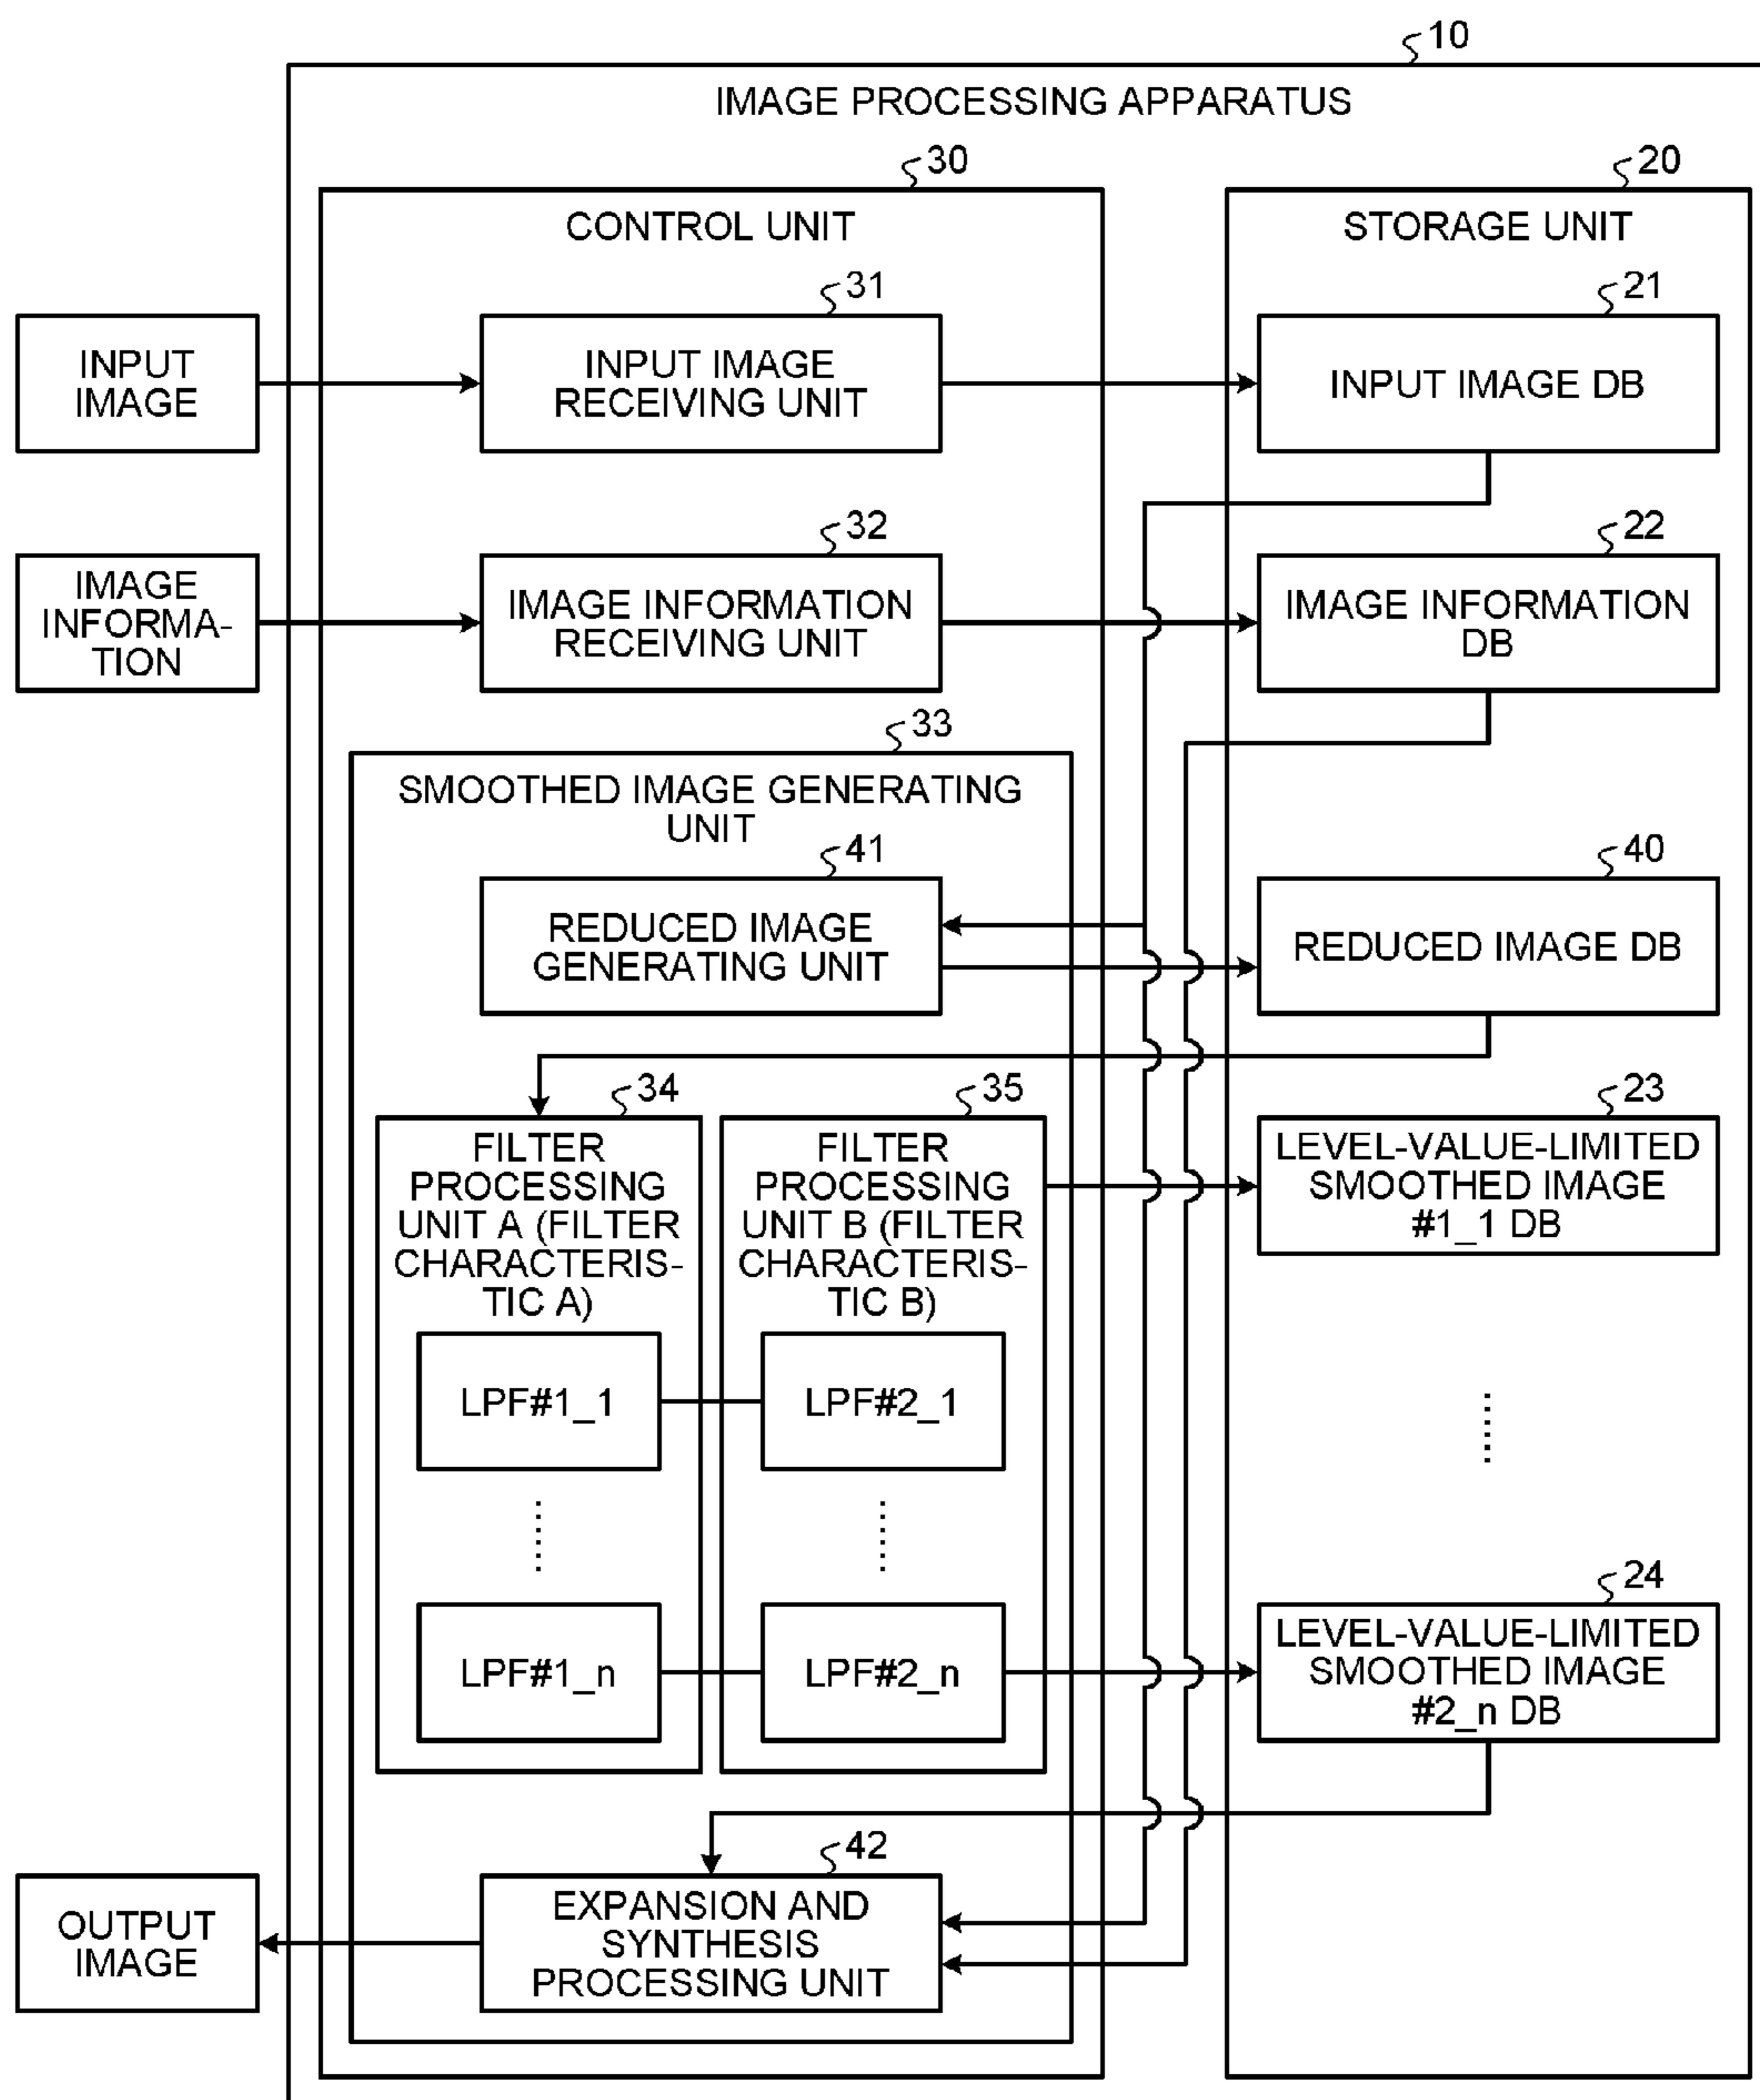 10
IMAGE PROCESSING APPARATUS
30
20
CONTROL UNIT
STORAGE UNIT
31
21
INPUT
IMAGE
INPUT IMAGE
RECEIVING UNIT
INPUT IMAGE DB
32
22
IMAGE
INFORMA-
TION
IMAGE INFORMATION
RECEIVING UNIT
IMAGE INFORMATION
DB
33
SMOOTHED IMAGE GENERATING
UNIT
41
40
REDUCED IMAGE
GENERATING UNIT
REDUCED IMAGE DB
34
35
23
FILTER
PROCESSING
UNIT A (FILTER
CHARACTERIS-
TIC A)
FILTER
PROCESSING
UNIT B (FILTER
CHARACTERIS-
TIC B)
LEVEL-VALUE-LIMITED
SMOOTHED IMAGE
#1_1 DB
LPF#1_1
LPF#2_1
24
LPF#1_n
LPF#2_n
LEVEL-VALUE-LIMITED
SMOOTHED IMAGE
#2_n DB
42
OUTPUT
IMAGE
EXPANSION AND
SYNTHESIS
PROCESSING UNIT